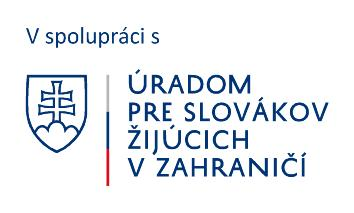 V spolupráci s
ÚRADOM
PRE SLOVÁKOV
ŽIJÚCICH
V ZAHRANIČÍ